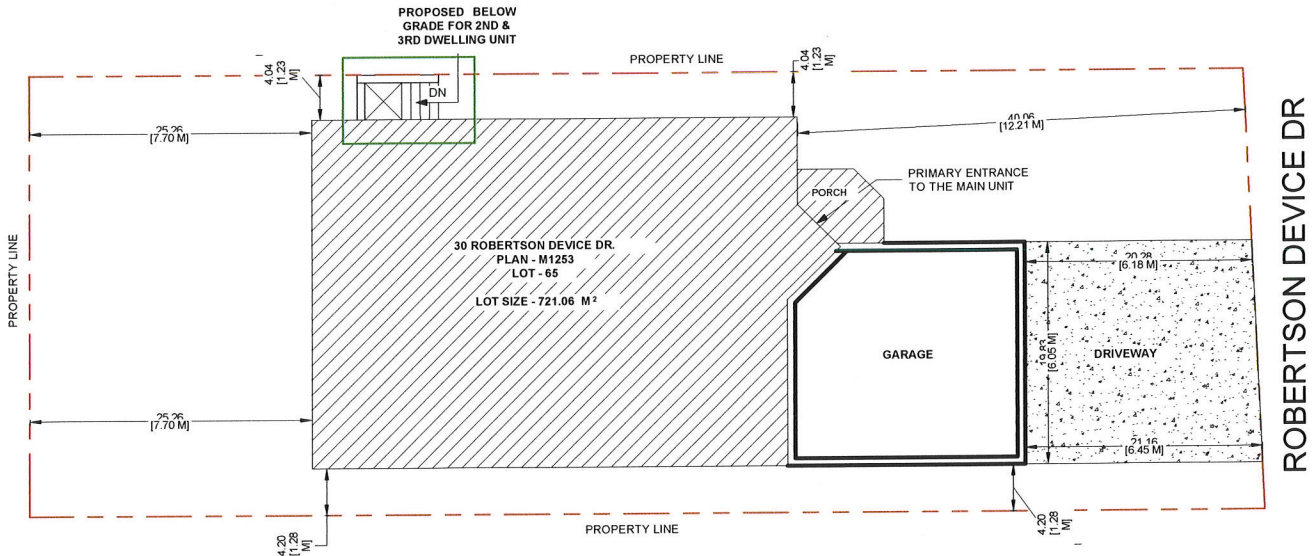 PROPOSED BELOW
GRADE FOR 2ND &
3RD DWELLING UNIT
PROPERTY LINE
4.04
[1.23
M]
DN
4.04
[1.23
M]
25.26
[7.70 M]
40.06
[12.21 M]
PRIMARY ENTRANCE
TO THE MAIN UNIT
PORCH
PROPERTY LINE
30 ROBERTSON DEVICE DR.
PLAN - M1253
LOT - 65
LOT SIZE - 721.06 M²
20.28
[6.18 M]
GARAGE
19.83
[6.05 M]
DRIVEWAY
ROBERTSON DEVICE DR
25.26
[7.70 M]
21.16
[6.45 M]
4.20
[1.28
M]
PROPERTY LINE
4.20
[1.28
M]